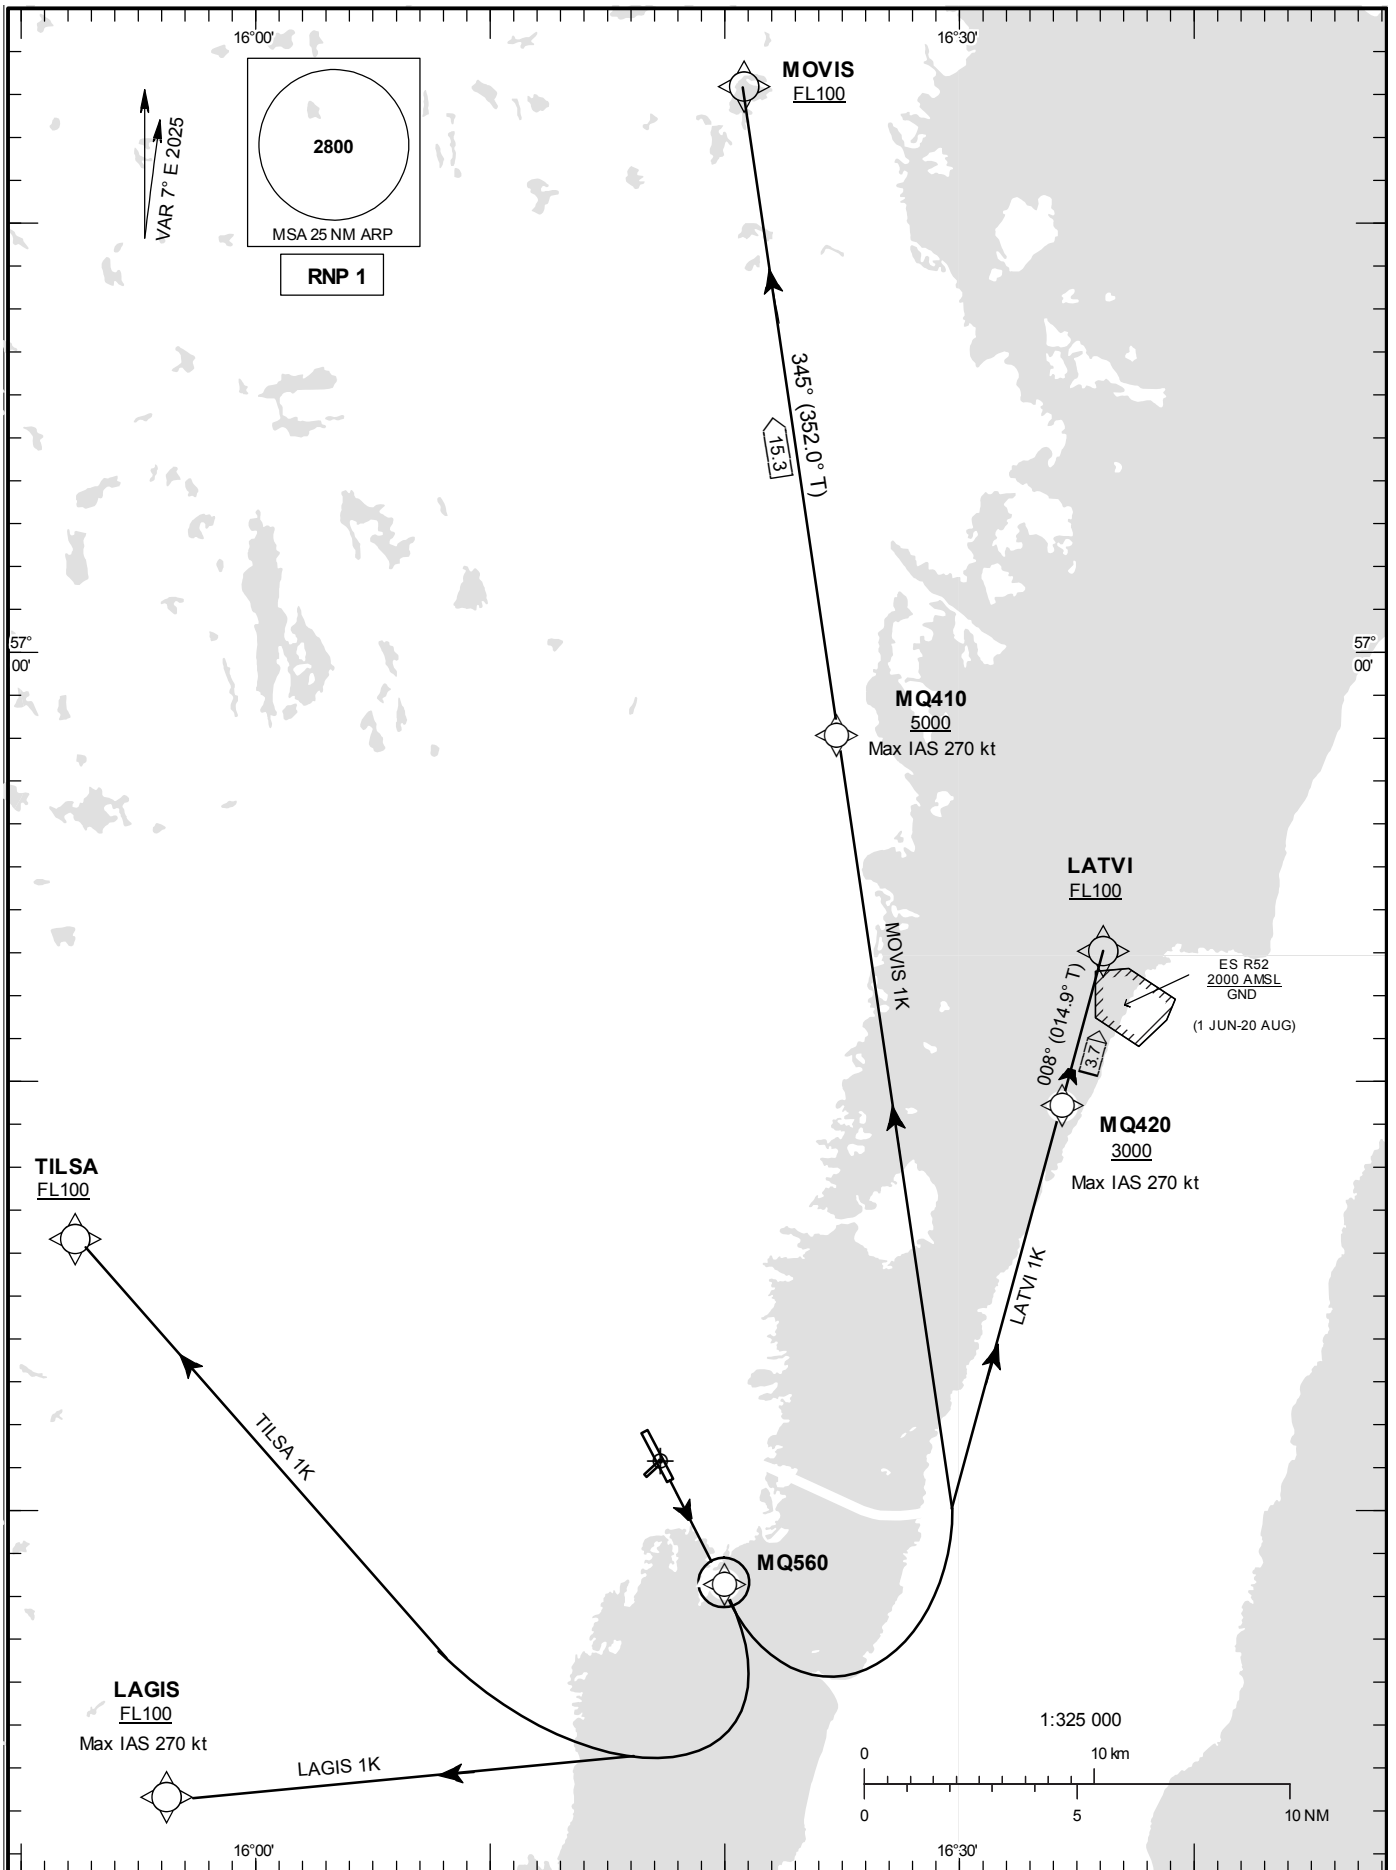 16°00'
16°30'
MOVIS
FL100
VAR 7° E 2025
2800
MSA 25 NM ARP
RNP 1
345° (352.0° T)
15.3
57°
00'
57°
00'
MQ410
5000
Max IAS 270 kt
LATVI
FL100
MOVIS 1K
008° (014.9° T)
3.7
ES R52
2000 AMSL
GND
(1 JUN-20 AUG)
MQ420
3000
Max IAS 270 kt
TILSA
FL100
LATVI 1K
TILSA 1K
MQ560
LAGIS
FL100
Max IAS 270 kt
LAGIS 1K
1:325 000
0
10 km
0
5
10 NM
16°00'
16°30'